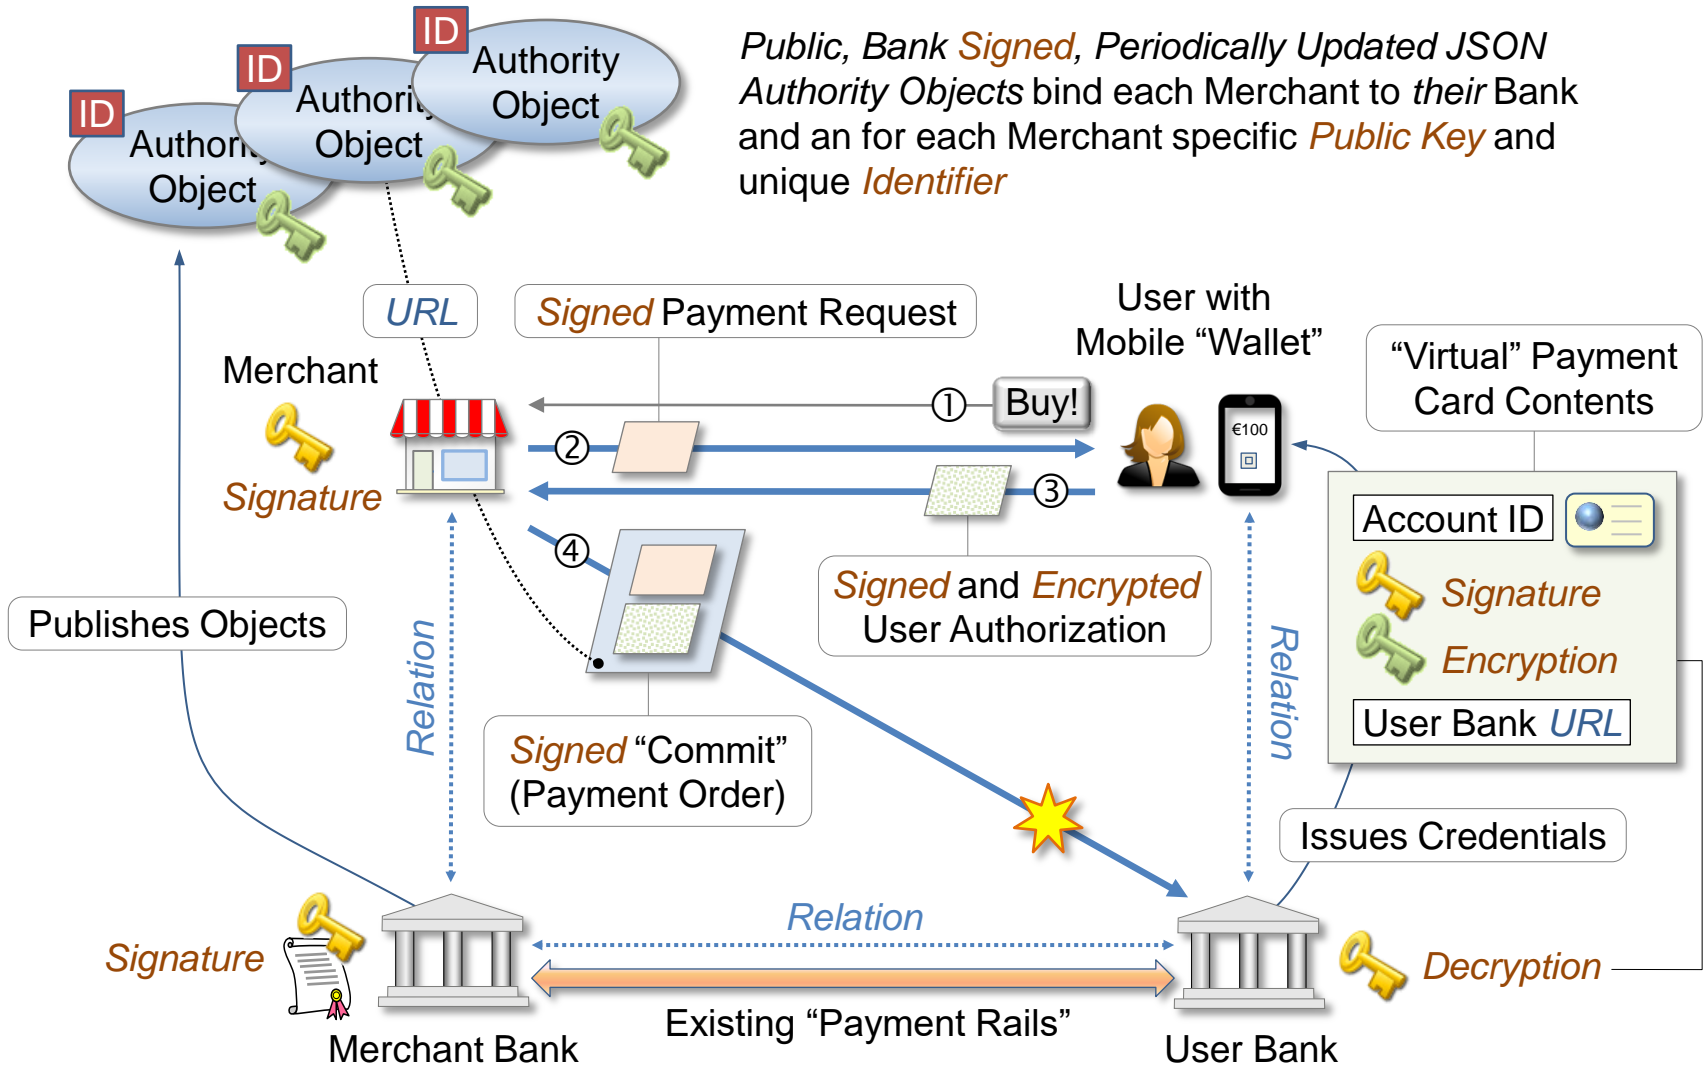 ID
Authority
Object
ID
Authority
Object
ID
Authority
Object
Public, Bank Signed, Periodically Updated JSON
Authority Objects bind each Merchant to their Bank
and an for each Merchant specific Public Key and
unique Identifier
URL
Signed Payment Request
User with
Mobile “Wallet”
“Virtual” Payment
Card Contents
Merchant
Signature
① Buy!
②
③
④
€100
Account ID
Signature
Encryption
User Bank URL
Signed and Encrypted
User Authorization
Publishes Objects
Relation
Relation
Signed “Commit”
(Payment Order)
Issues Credentials
Relation
Signature
Decryption
Existing “Payment Rails”
Merchant Bank
User Bank